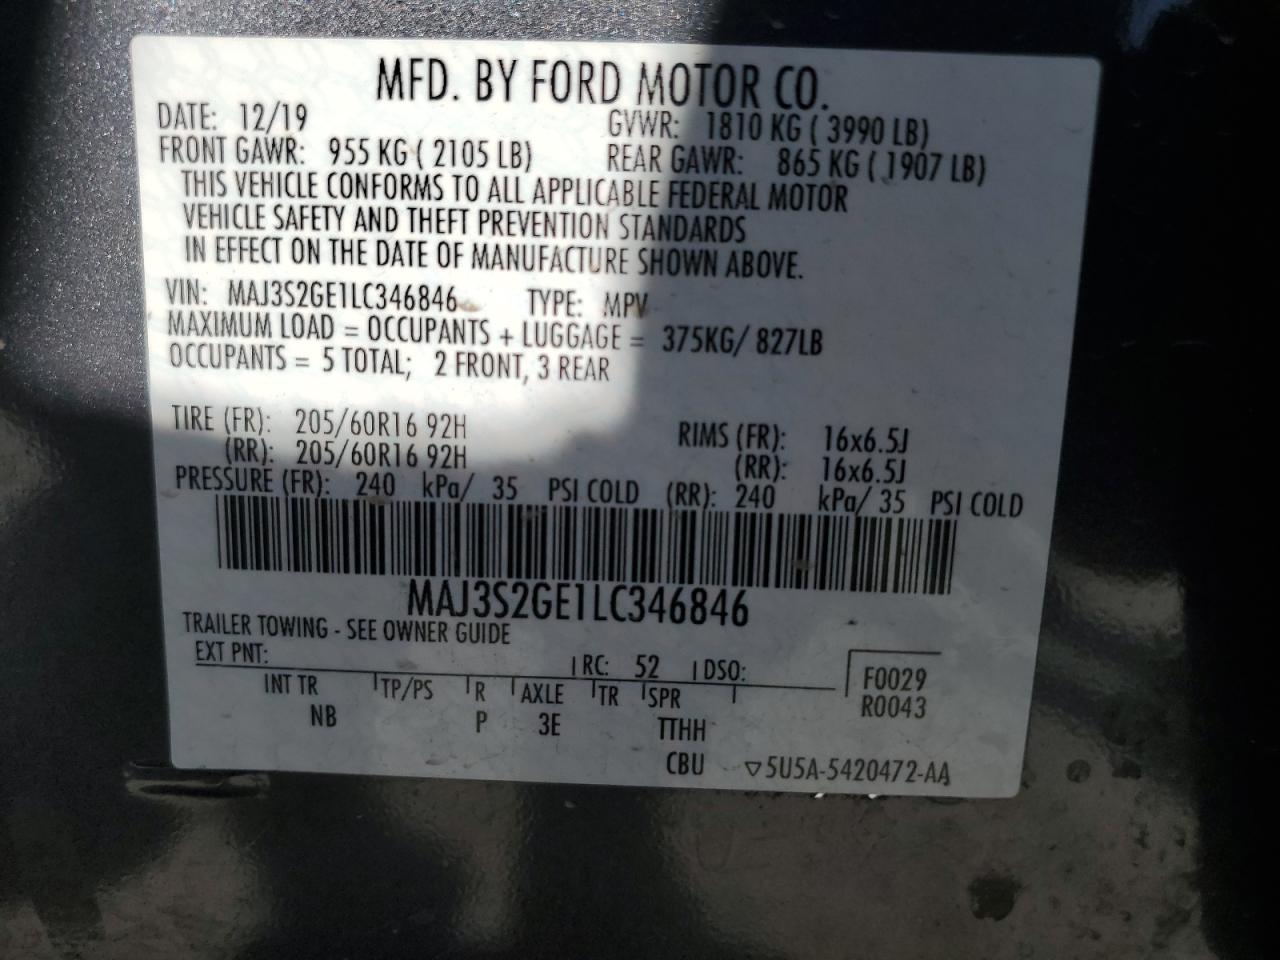 MFD. BY FORD MOTOR CO.
DATE: 12/19 GVWR: 1810 KG ( 3990 LB)
FRONT GAWR: 955 KG ( 2105 LB) REAR GAWR: 865 KG ( 1907 LB)
THIS VEHICLE CONFORMS TO ALL APPLICABLE FEDERAL MOTOR
VEHICLE SAFETY AND THEFT PREVENTION STANDARDS
IN EFFECT ON THE DATE OF MANUFACTURE SHOWN ABOVE.
VIN: MAJ3S2GE1LC346846 TYPE: MPV
MAXIMUM LOAD = OCCUPANTS + LUGGAGE = 375KG/ 827LB
OCCUPANTS = 5 TOTAL; 2 FRONT, 3 REAR
TIRE (FR): 205/60R16 92H RIMS (FR): 16x6.5J
(RR): 205/60R16 92H (RR): 16x6.5J
PRESSURE (FR): 240 kPa/ 35 PSI COLD (RR): 240 kPa/ 35 PSI COLD
MAJ3S2GE1LC346846
TRAILER TOWING - SEE OWNER GUIDE
EXT PNT: RC: 52 DSO: F0029
INT TR TP/PS R AXLE TR SPR R0043
NB P 3E TTHH
CBU ▽5U5A-5420472-AA